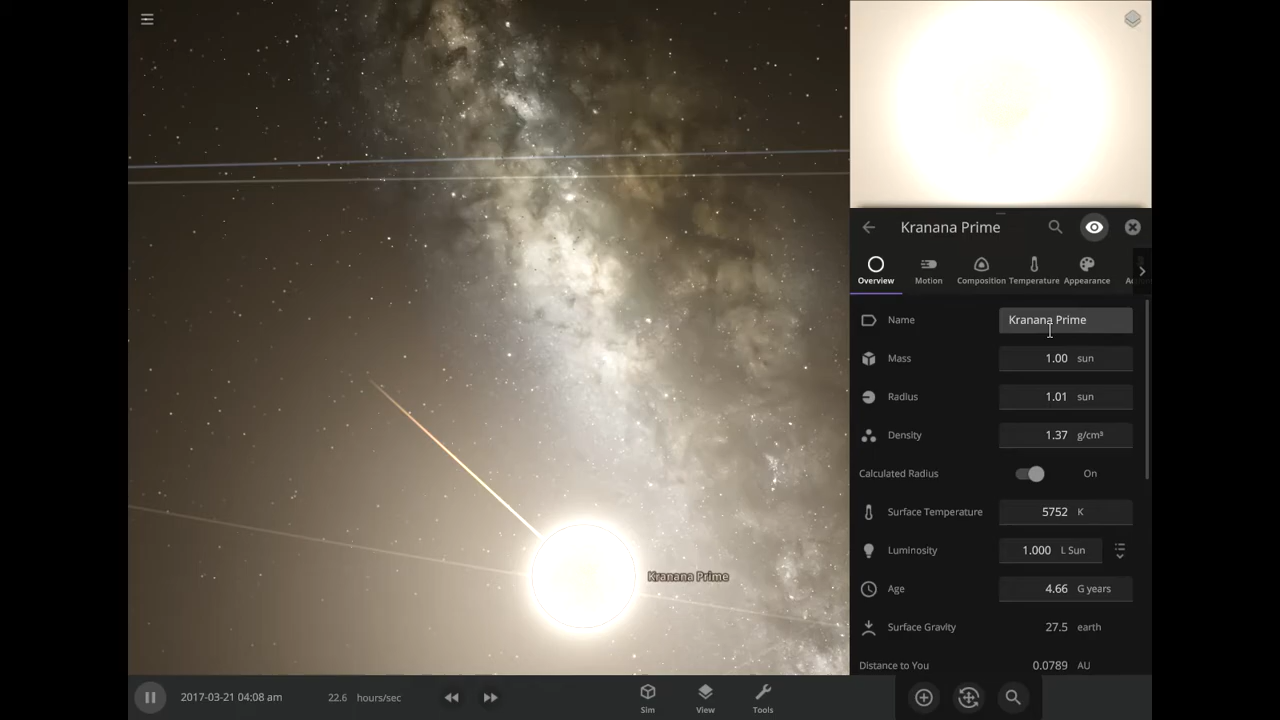 Kranana Prime
Overview
Motion
Composition
Temperature
Appearance
Name
Kranana Prime
Mass
1.00 sun
Radius
1.01 sun
Density
1.37 g/cm³
Calculated Radius
On
Surface Temperature
5752 K
Luminosity
1.000 L Sun
Age
4.66 G years
Surface Gravity
27.5 earth
Distance to You
0.0789 AU
Kranana Prime
2017-03-21 04:08 am
22.6 hours/sec
Sim
View
Tools